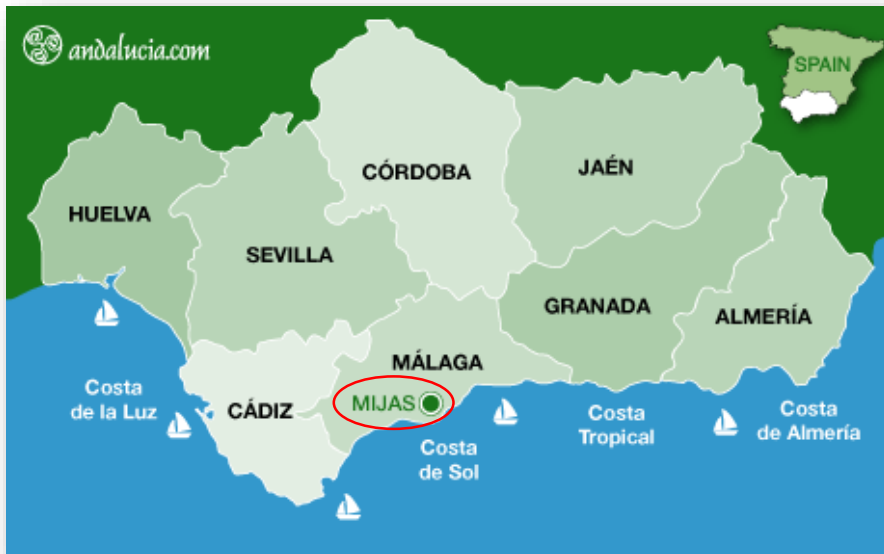 andalucia.com
SPAIN
CÓRDOBA
JAÉN
HUELVA
SEVILLA
GRANADA
ALMERÍA
MÁLAGA
CÁDIZ
MIJAS
Costa
de la Luz
Costa
de Sol
Costa
Tropical
Costa
de Almería